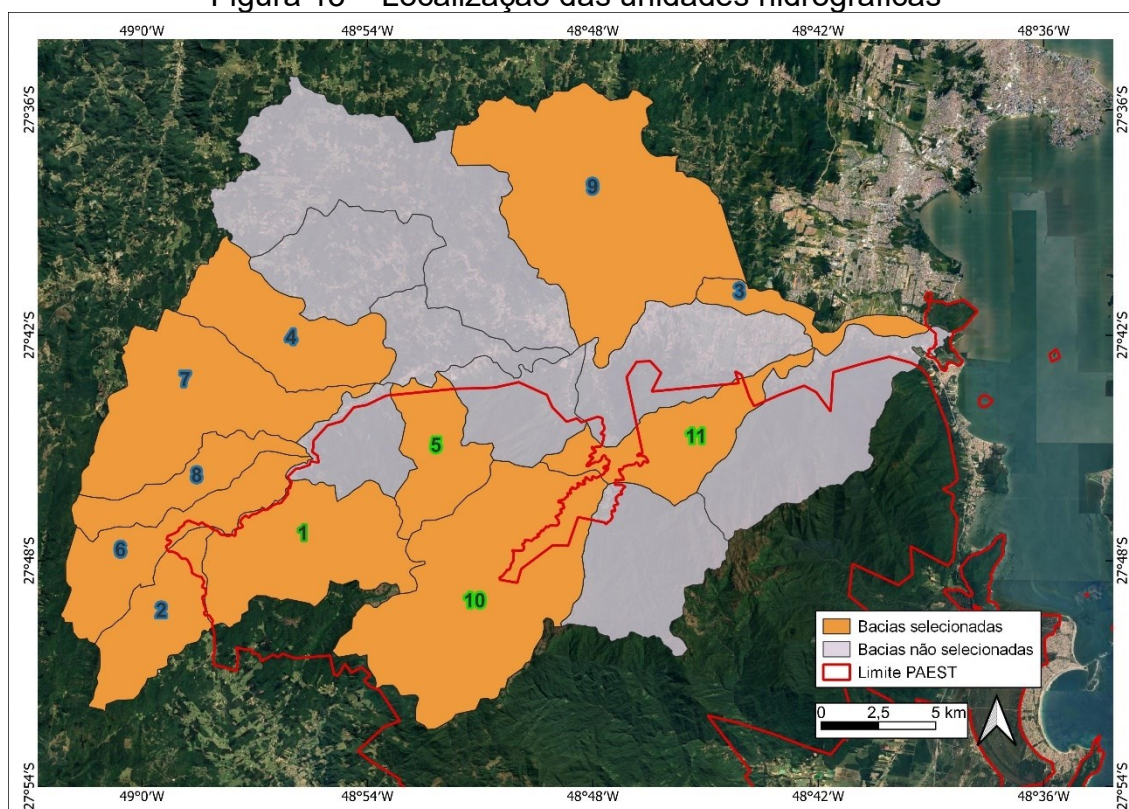 Figura 16 – Localização das unidades hidrográficas
49°0'W 48°54'W 48°48'W 48°42'W 48°36'W
27°36'S 27°36'S
9
3
4
27°42'S 27°42'S
7
5
11
8
1
6
27°48'S 27°48'S
2
10
Bacias selecionadas
Bacias não selecionadas
Limite PAEST
0 2,5 5 km
27°54'S 27°54'S
49°0'W 48°54'W 48°48'W 48°42'W 48°36'W